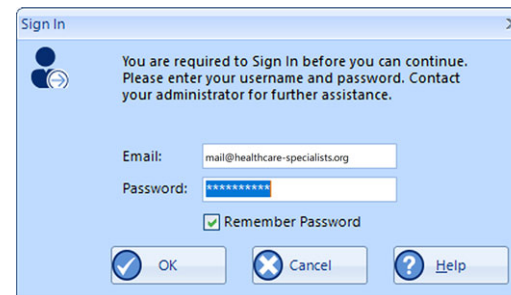 Sign In
You are required to Sign In before you can continue.
Please enter your username and password. Contact
your administrator for further assistance.
Email: mail@healthcare-specialists.org
Password: **********
Remember Password
OK Cancel Help